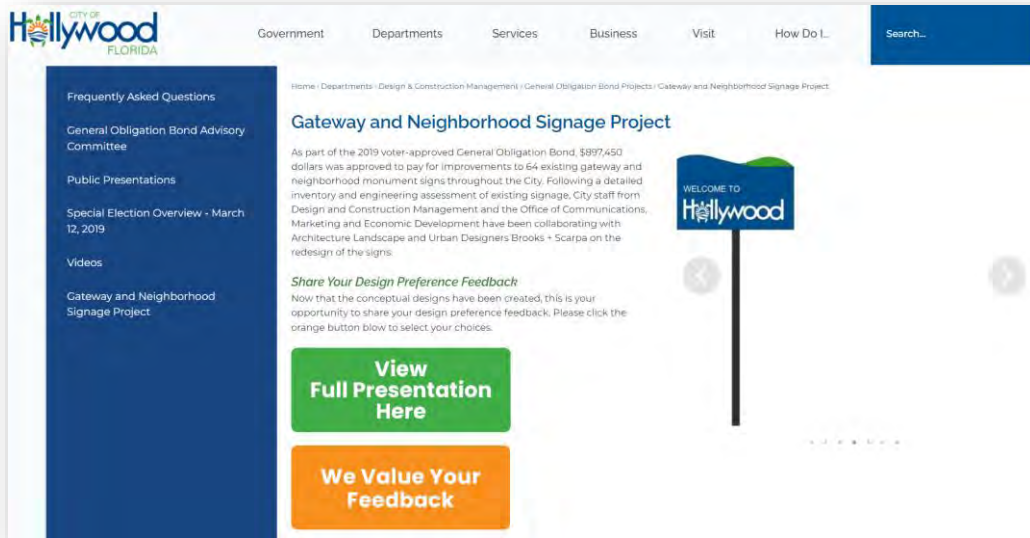 CITY OF
Hollywood
FLORIDA
Government Departments Services Business Visit How Do I... Search...
Frequently Asked Questions
General Obligation Bond Advisory
Committee
Public Presentations
Special Election Overview - March
12, 2019
Videos
Gateway and Neighborhood
Signage Project
Home › Departments › Design & Construction Management › General Obligation Bond Projects › Gateway and Neighborhood Signage Project
Gateway and Neighborhood Signage Project
As part of the 2019 voter-approved General Obligation Bond, $897,450
dollars was approved to pay for improvements to 64 existing gateway and
neighborhood monument signs throughout the City. Following a detailed
inventory and engineering assessment of existing signage, City staff from
Design and Construction Management and the Office of Communications,
Marketing and Economic Development have been collaborating with
Architecture Landscape and Urban Designers Brooks + Scarpa on the
redesign of the signs.
Share Your Design Preference Feedback
Now that the conceptual designs have been created, this is your
opportunity to share your design preference feedback. Please click the
orange button blow to select your choices.
View
Full Presentation
Here
We Value Your
Feedback
WELCOME TO
Hollywood